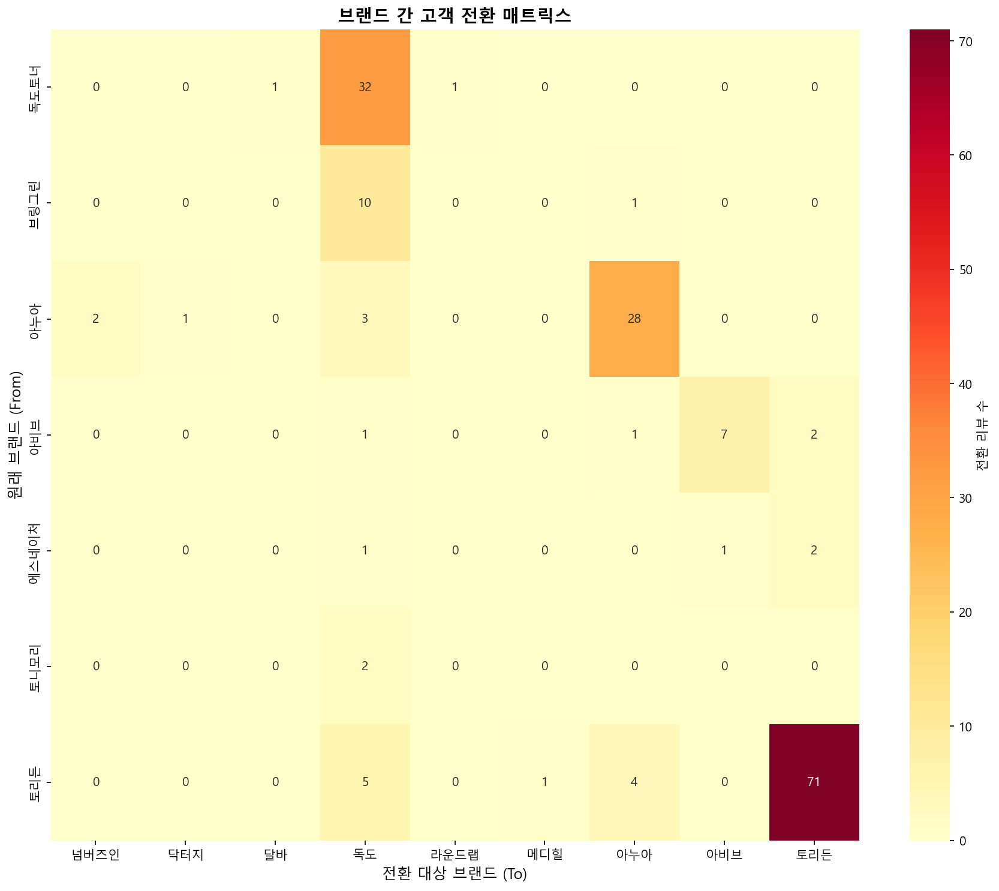 브랜드 간 고객 전환 매트릭스
원래 브랜드 (From)
독도토너 0 0 1 32 1 0 0 0 0
브링그린 0 0 0 10 0 0 1 0 0
아누아 2 1 0 3 0 0 28 0 0
아비브 0 0 0 1 0 0 1 7 2
에스네이처 0 0 0 1 0 0 0 1 2
토니모리 0 0 0 2 0 0 0 0 0
토리든 0 0 0 5 0 1 4 0 71
넘버즈인 닥터지 달바 독도 라운드랩 메디힐 아누아 아비브 토리든
전환 대상 브랜드 (To)
70
60
50
40
30
20
10
0
전환 리뷰 수